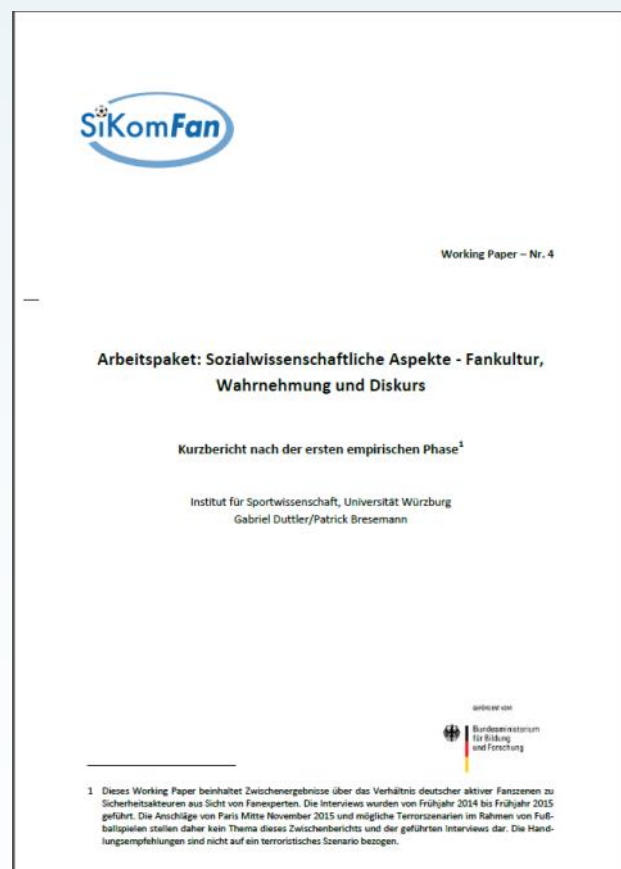 SiKomFan
Working Paper – Nr. 4
Arbeitspaket: Sozialwissenschaftliche Aspekte - Fankultur,
Wahrnehmung und Diskurs
Kurzbericht nach der ersten empirischen Phase¹
Institut für Sportwissenschaft, Universität Würzburg
Gabriel Duttler/Patrick Bresemann
GEFÖRDERT VOM
Bundesministerium
für Bildung
und Forschung
1 Dieses Working Paper beinhaltet Zwischenergebnisse über das Verhältnis deutscher aktiver Fanszenen zu
Sicherheitsakteuren aus Sicht von Fanexperten. Die Interviews wurden von Frühjahr 2014 bis Frühjahr 2015
geführt. Die Anschläge von Paris Mitte November 2015 und mögliche Terrorszenarien im Rahmen von Fuß-
ballspielen stellen daher kein Thema dieses Zwischenberichts und der geführten Interviews dar. Die Hand-
lungsempfehlungen sind nicht auf ein terroristisches Szenario bezogen.